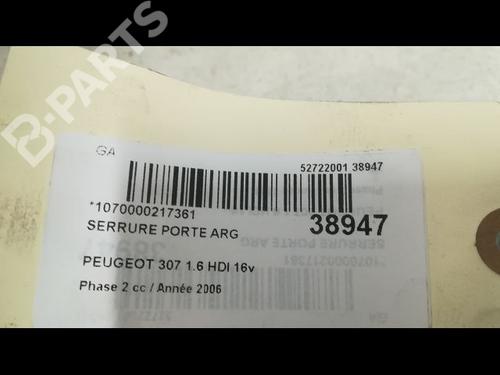 B-PARTS
GA
52722001 38947
*1070000217361
38947
SERRURE PORTE ARG
PEUGEOT 307 1.6 HDI 16v
Phase 2 cc / Année 2006